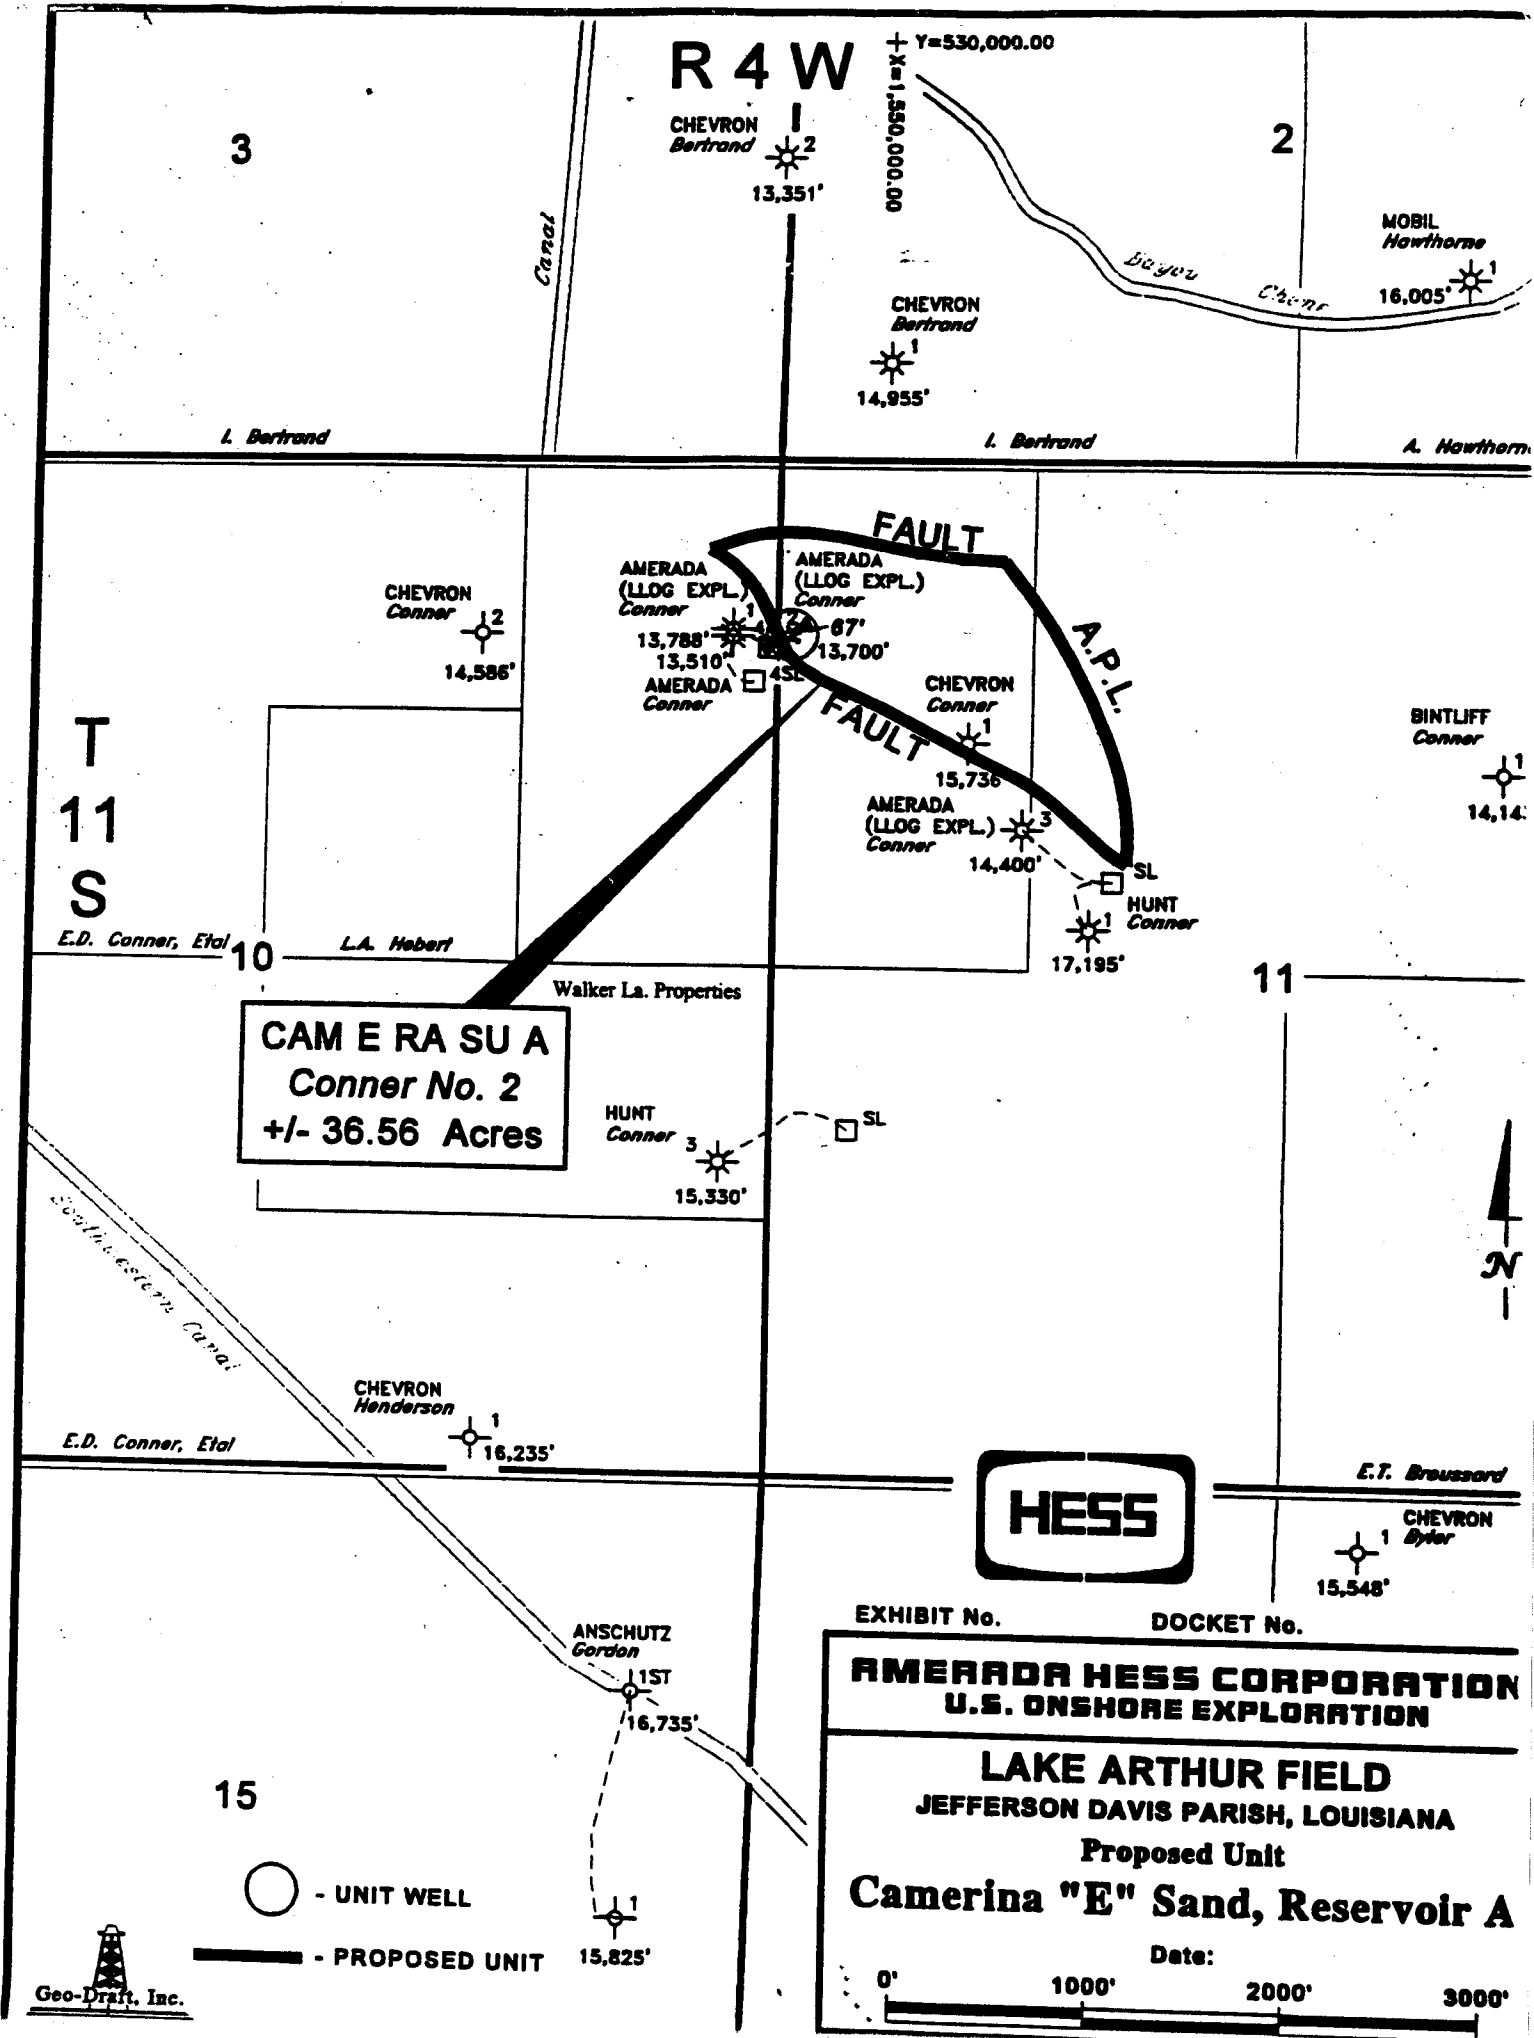 R 4 W
Y=530,000.00
X=1,550,000.00
3
2
CHEVRON
Bertrand
2
13,351'
Canal
MOBIL
Hawthorne
1
16,005'
Bayou
CHEVRON
Bertrand
1
14,955'
I. Bertrand
I. Bertrand
A. Hawthorn
FAULT
AMERADA
(LLOG EXPL.)
Conner
1
13,788'
13,510'
AMERADA
Conner
4SL
AMERADA
(LLOG EXPL.)
Conner
2
67'
13,700'
CHEVRON
Conner
2
14,586'
A.P.L.
CHEVRON
Conner
1
15,736
FAULT
BINTLIFF
Conner
1
14,14
T
11
S
AMERADA
(LLOG EXPL.)
Conner
3
14,400'
SL
HUNT
Conner
1
17,195'
E.D. Conner, Etal
10
L.A. Hebert
11
Walker La. Properties
CAM E RA SU A
Conner No. 2
+/- 36.56 Acres
HUNT
Conner
3
15,330'
SL
N
Southwestern Canal
CHEVRON
Henderson
1
16,235'
E.D. Conner, Etal
E.T. Broussard
HESS
CHEVRON
Byler
1
15,548'
EXHIBIT No.
DOCKET No.
ANSCHUTZ
Gordon
1ST
16,735'
AMERADA HESS CORPORATION
U.S. ONSHORE EXPLORATION
LAKE ARTHUR FIELD
JEFFERSON DAVIS PARISH, LOUISIANA
Proposed Unit
Camerina "E" Sand, Reservoir A
Date:
0'
1000'
2000'
3000'
15
- UNIT WELL
- PROPOSED UNIT
1
15,825'
Geo-Draft, Inc.